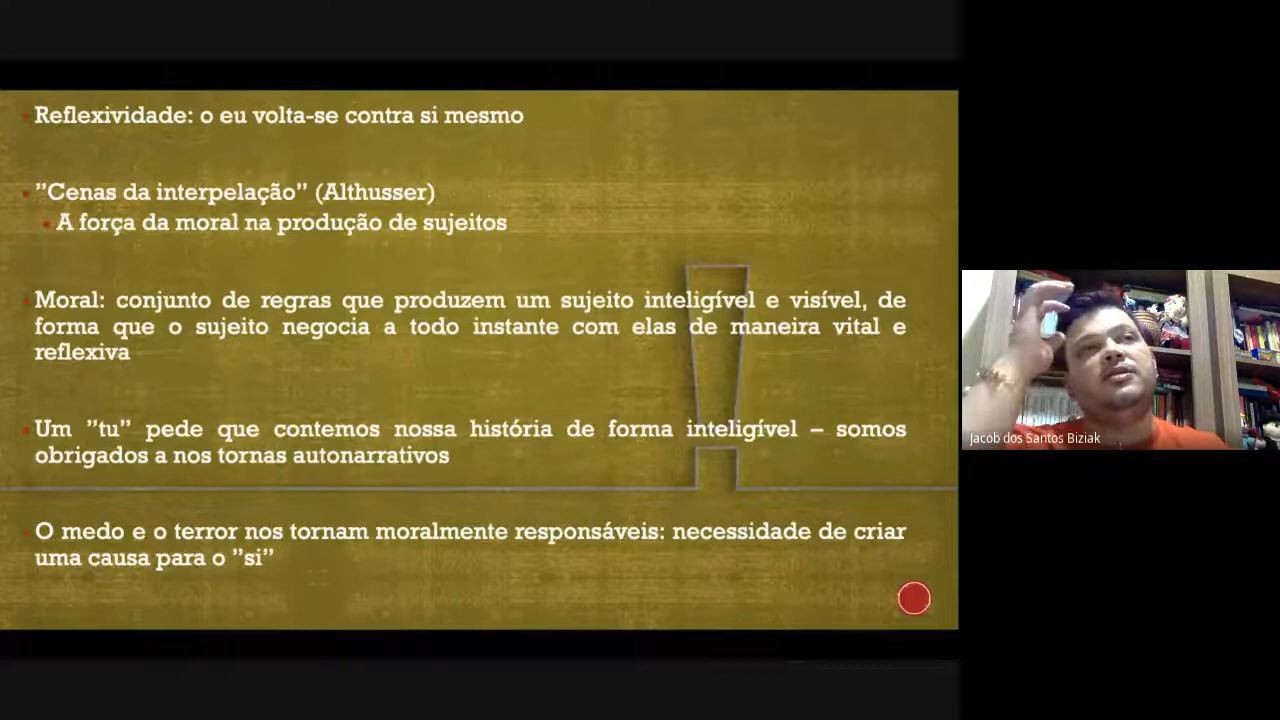 Reflexividade: o eu volta-se contra si mesmo
”Cenas da interpelação” (Althusser)
A força da moral na produção de sujeitos
Moral: conjunto de regras que produzem um sujeito inteligível e visível, de
forma que o sujeito negocia a todo instante com elas de maneira vital e
reflexiva
Um ”tu” pede que contemos nossa história de forma inteligível – somos
obrigados a nos tornas autonarrativos
O medo e o terror nos tornam moralmente responsáveis: necessidade de criar
uma causa para o ”si”
Jacob dos Santos Biziak